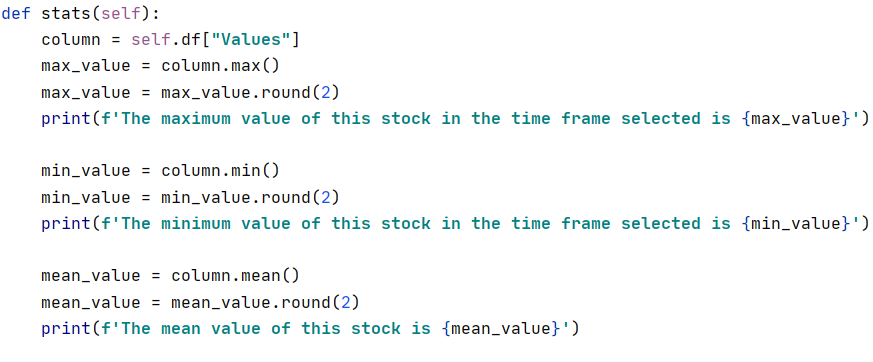 def stats(self):
    column = self.df["Values"]
    max_value = column.max()
    max_value = max_value.round(2)
    print(f'The maximum value of this stock in the time frame selected is {max_value}')

    min_value = column.min()
    min_value = min_value.round(2)
    print(f'The minimum value of this stock in the time frame selected is {min_value}')

    mean_value = column.mean()
    mean_value = mean_value.round(2)
    print(f'The mean value of this stock is {mean_value}')